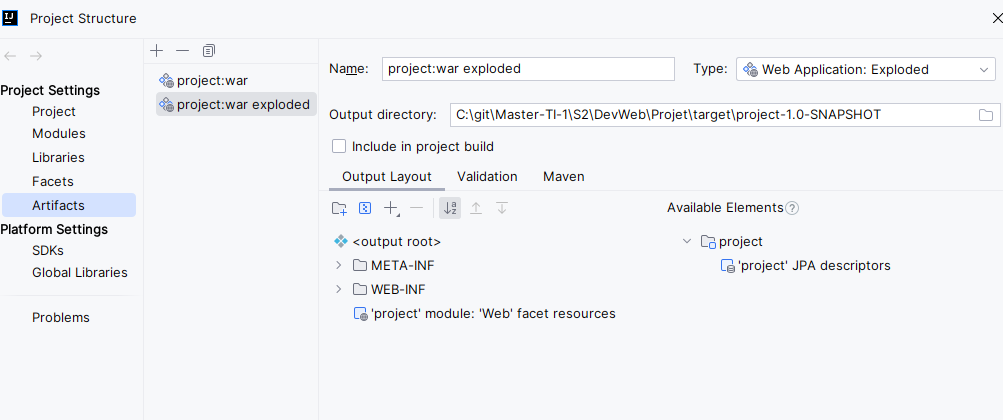 Project Structure
Project Settings
Project
Modules
Libraries
Facets
Artifacts
Platform Settings
SDKs
Global Libraries
Problems
project:war
project:war exploded
Name: project:war exploded Type: Web Application: Exploded
Output directory: C:\git\Master-TI-1\S2\DevWeb\Projet\target\project-1.0-SNAPSHOT
Include in project build
Output Layout Validation Maven
Available Elements ?
<output root>
META-INF
WEB-INF
'project' module: 'Web' facet resources
project
'project' JPA descriptors